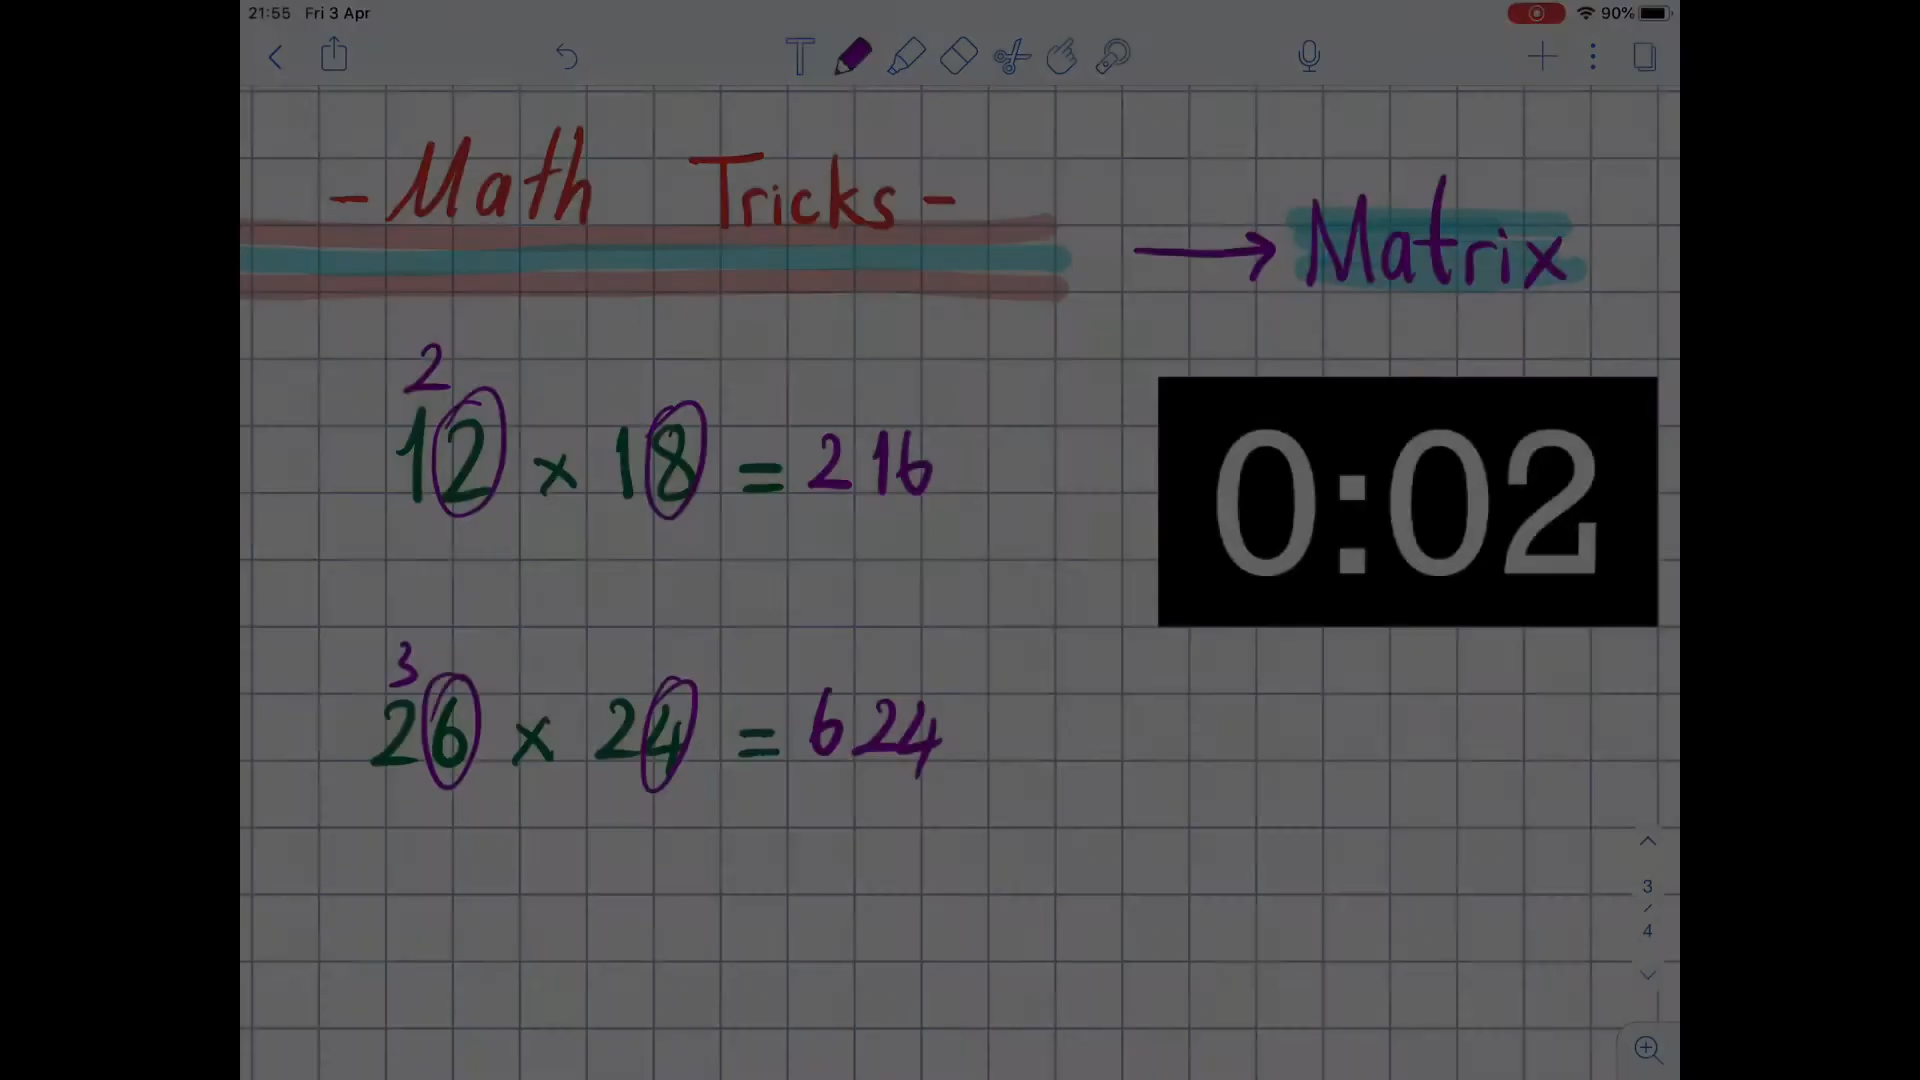 21:55 Fri 3 Apr 90%
T
- Math Tricks -
→ Matrix
2
12 × 18 = 216
0:02
3
26 × 24 = 624
3
/
4